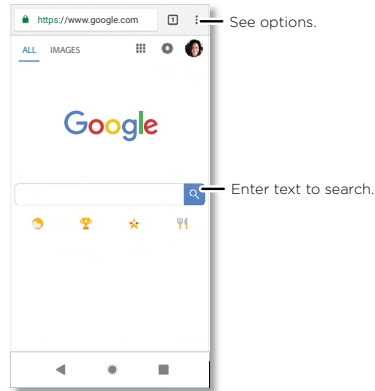 https://www.google.com 1
See options.
ALL IMAGES
Google
Enter text to search.